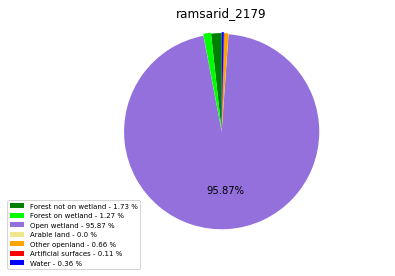 ramsarid_2179
95.87%
Forest not on wetland - 1.73 %
Forest on wetland - 1.27 %
Open wetland - 95.87 %
Arable land - 0.0 %
Other openland - 0.66 %
Artificial surfaces - 0.11 %
Water - 0.36 %